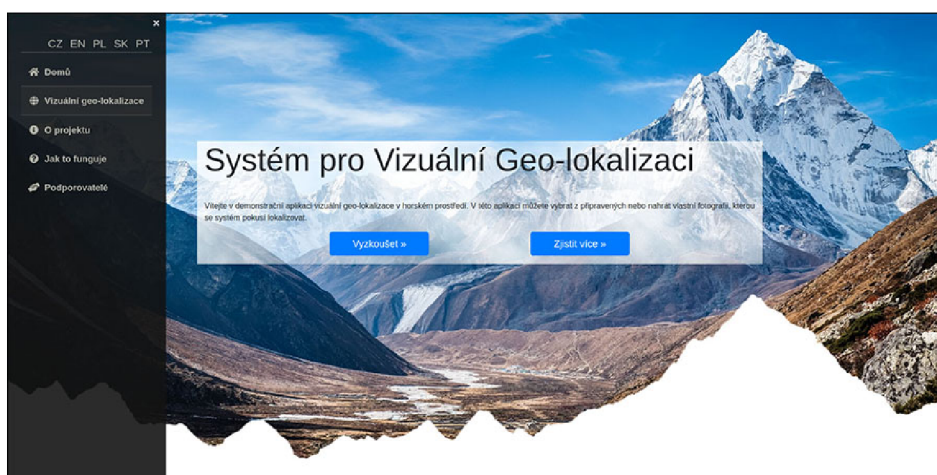 ×
CZ EN PL SK PT
Domů
Vizuální geo-lokalizace
O projektu
Jak to funguje
Podporovatelé
Systém pro Vizuální Geo-lokalizaci
Vítejte v demonstrační aplikaci vizuální geo-lokalizace v horském prostředí. V této aplikaci můžete vybrat z připravených nebo nahrát vlastní fotografii, kterou
se systém pokusí lokalizovat.
Vyzkoušet »
Zjistit více »